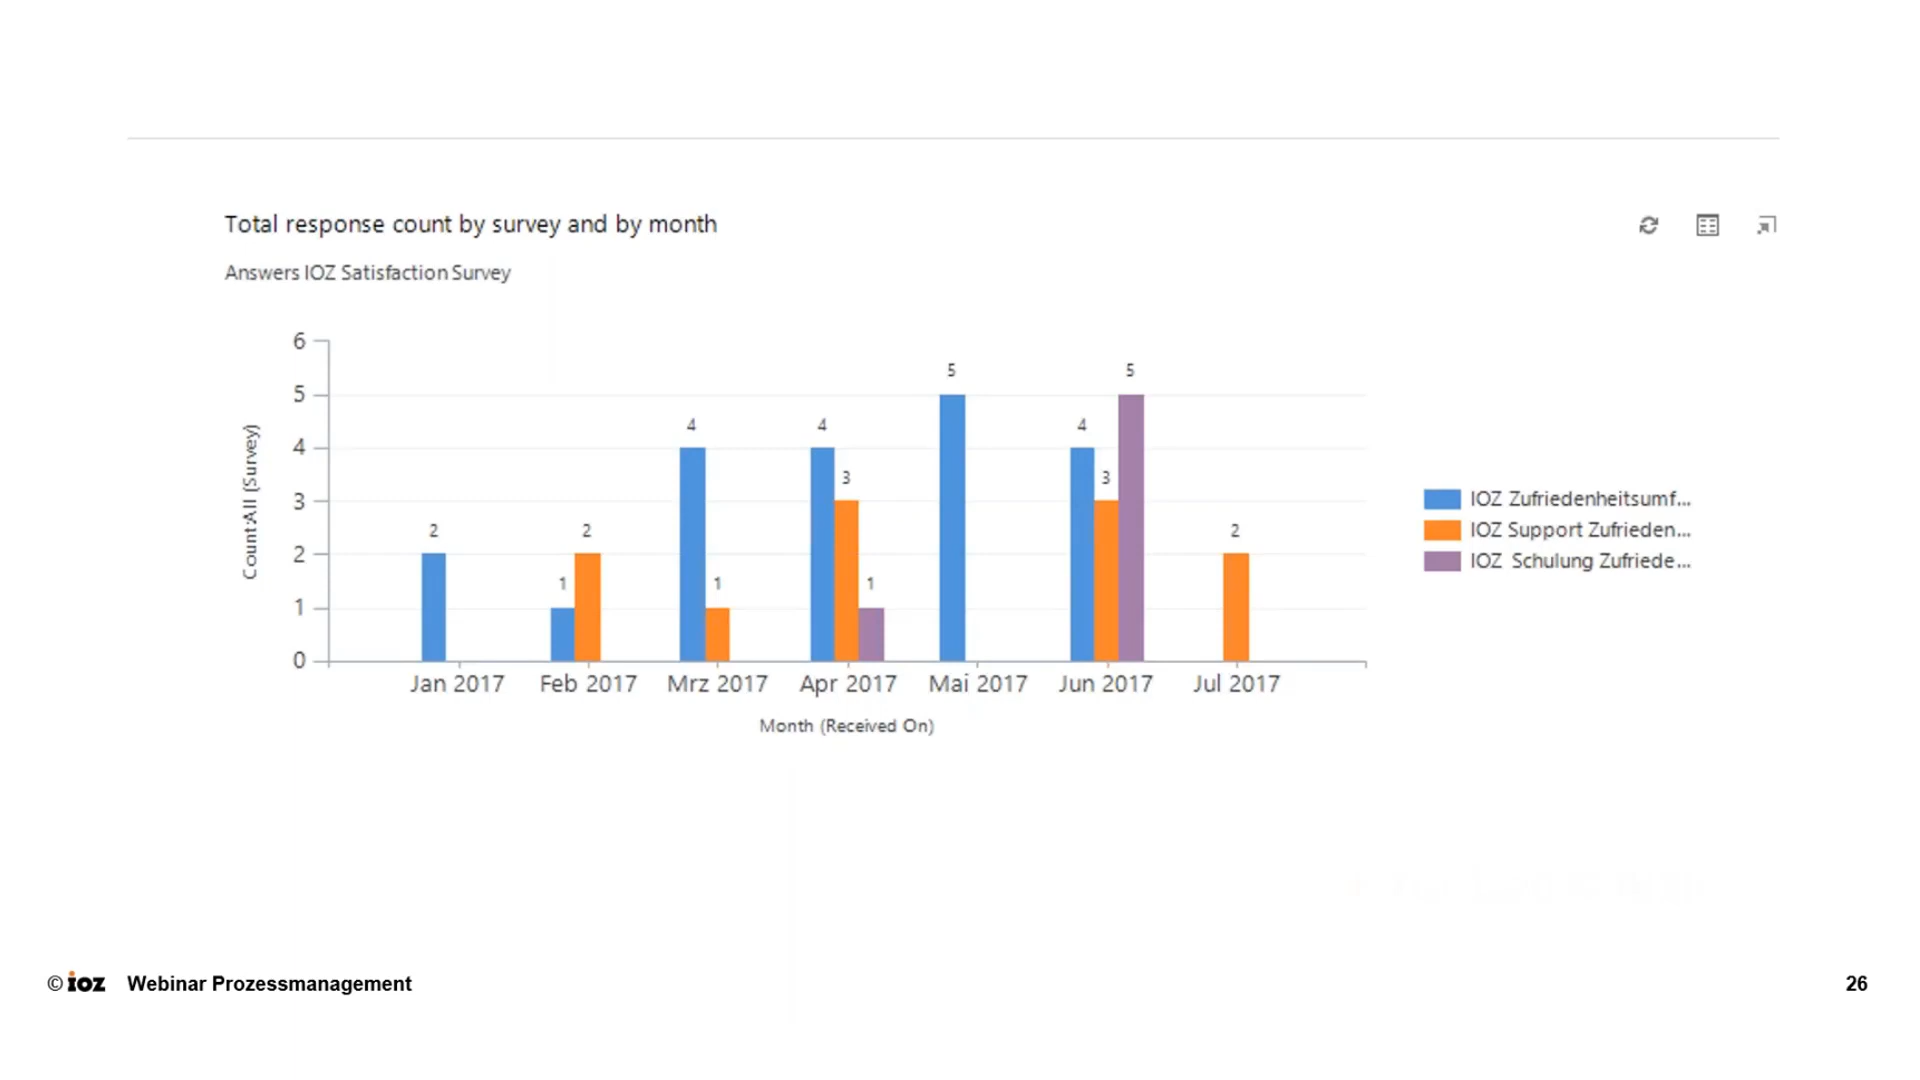 Total response count by survey and by month
Answers IOZ Satisfaction Survey
Count:All (Survey)
6
5
4
3
2
1
0
2
1
2
4
1
4
3
1
5
4
3
5
2
Jan 2017
Feb 2017
Mrz 2017
Apr 2017
Mai 2017
Jun 2017
Jul 2017
Month (Received On)
IOZ Zufriedenheitsumf...
IOZ Support Zufrieden...
IOZ Schulung Zufriede...
© ioz Webinar Prozessmanagement
26